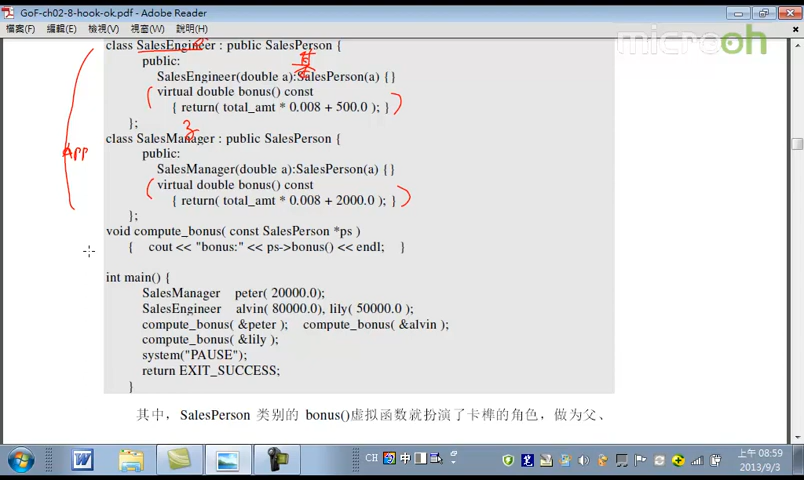 GoF-ch02-8-hook-ok.pdf - Adobe Reader
檔案(F) 編輯(E) 檢視(V) 視窗(W) 說明(H)
microoh
class SalesEngineer : public SalesPerson {
public:
SalesEngineer(double a):SalesPerson(a) {}
virtual double bonus() const
{ return( total_amt * 0.008 + 500.0 ); }
};
class SalesManager : public SalesPerson {
public:
SalesManager(double a):SalesPerson(a) {}
virtual double bonus() const
{ return( total_amt * 0.008 + 2000.0 ); }
};
App
void compute_bonus( const SalesPerson *ps )
{ cout << "bonus:" << ps->bonus() << endl; }
int main() {
SalesManager peter( 20000.0);
SalesEngineer alvin( 80000.0), lily( 50000.0 );
compute_bonus( &peter ); compute_bonus( &alvin );
compute_bonus( &lily );
system("PAUSE");
return EXIT_SUCCESS;
}
其中，SalesPerson 类别的 bonus()虚拟函数就扮演了卡榫的角色，做为父、
CH 中
上午 08:59
2013/9/3